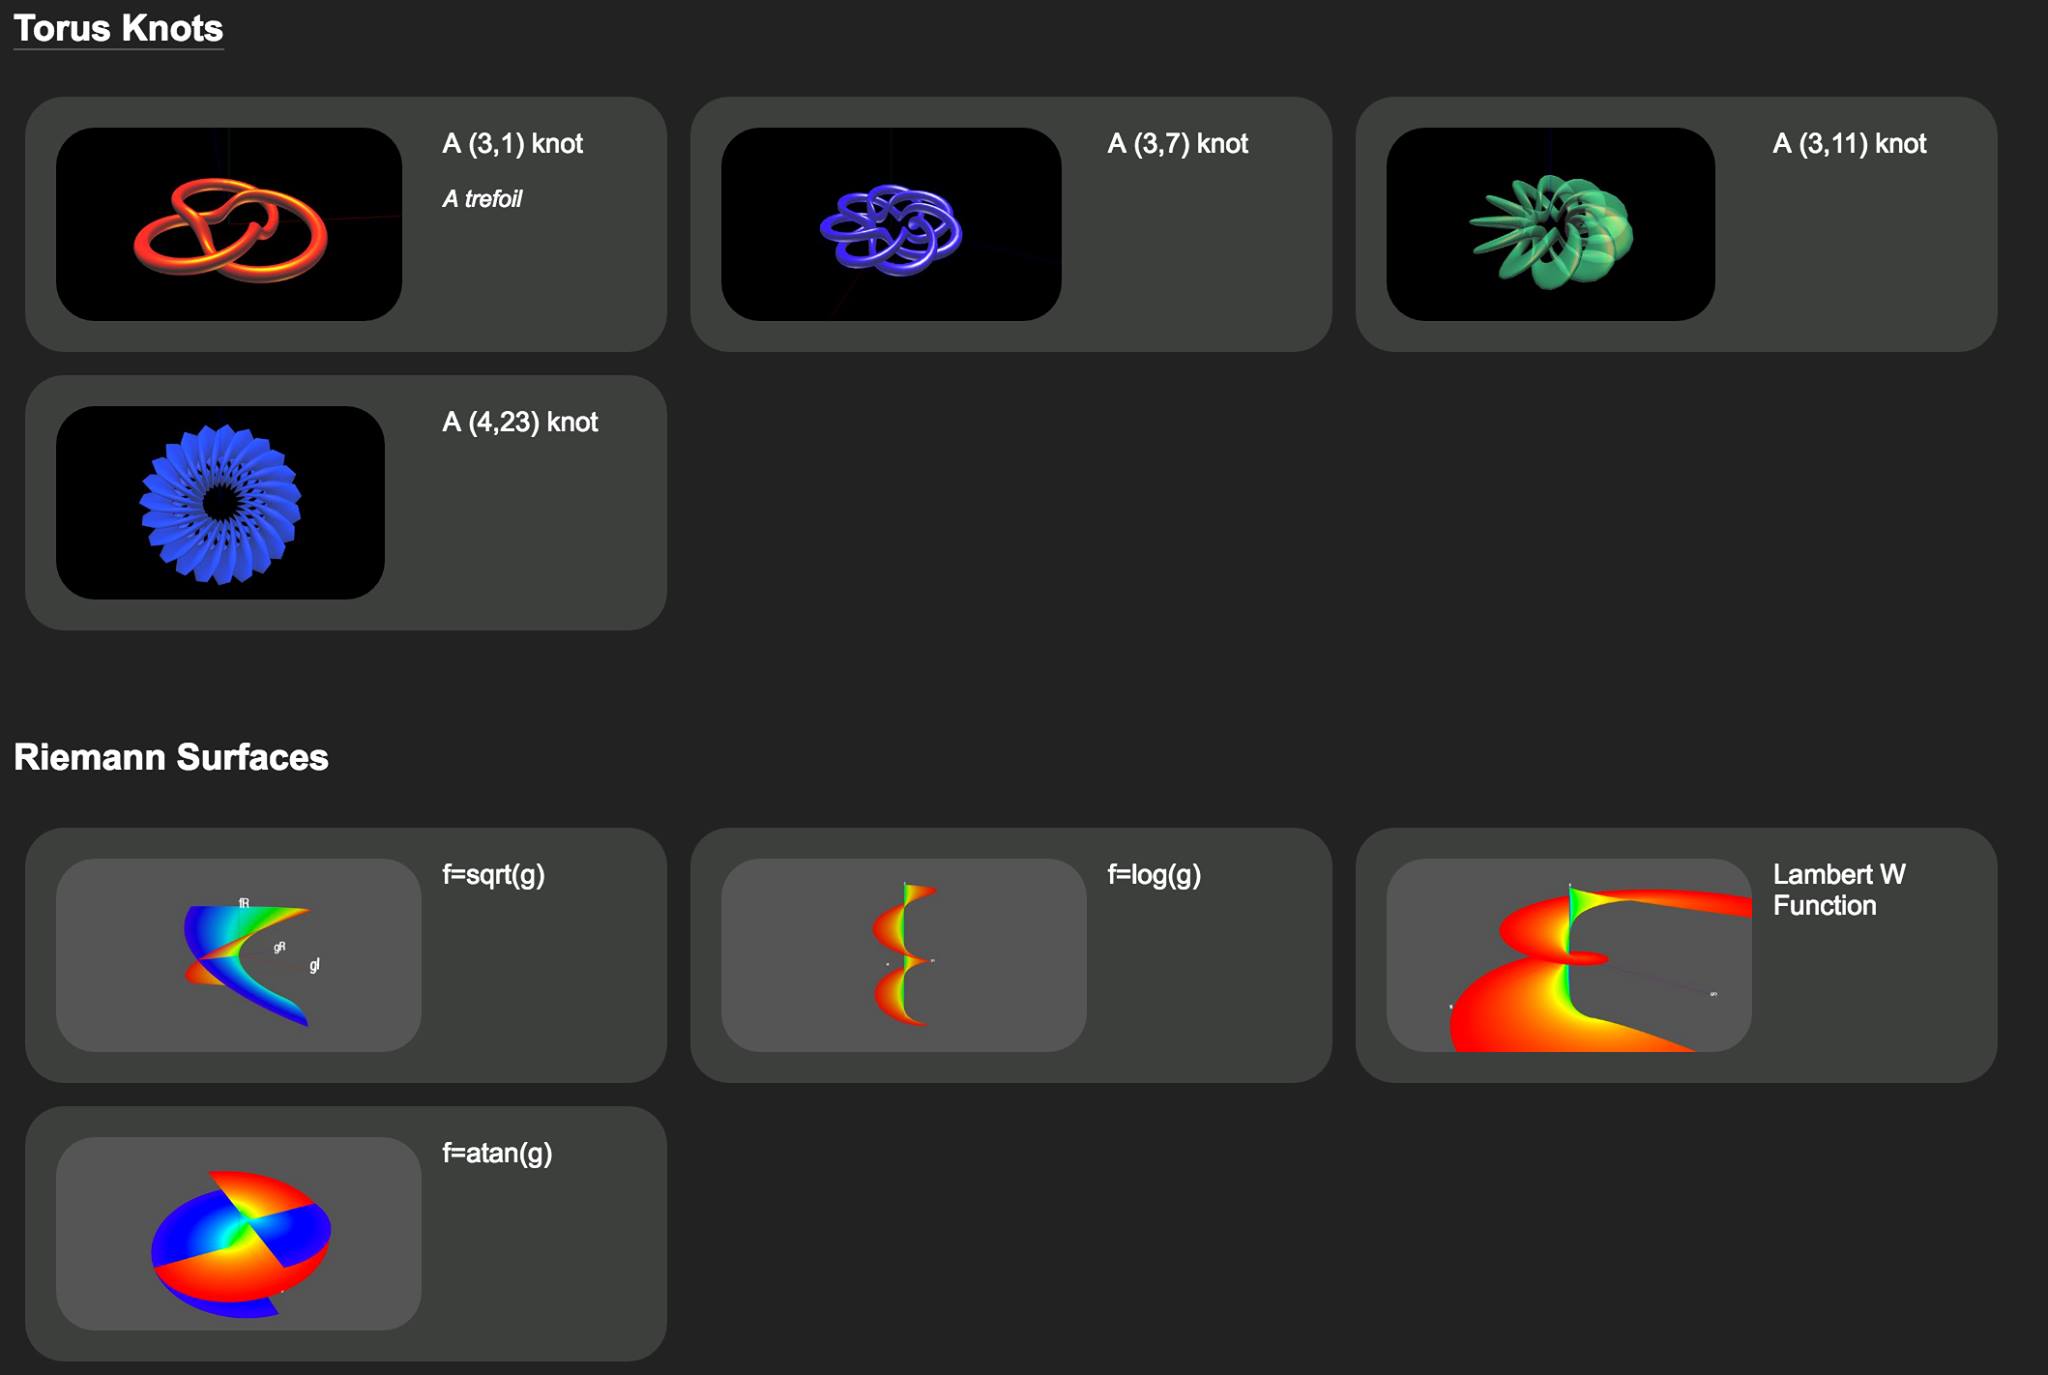 Torus Knots
A (3,1) knot
A trefoil
A (3,7) knot
A (3,11) knot
A (4,23) knot
Riemann Surfaces
fR
gR
gI
f=sqrt(g)
f=log(g)
Lambert W
Function
f=atan(g)